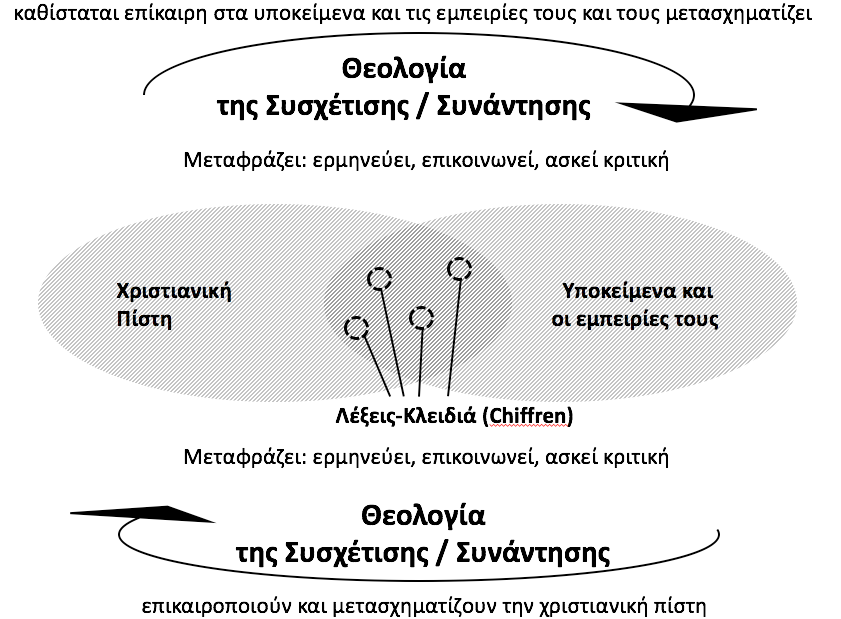 καθίσταται επίκαιρη στα υποκείμενα και τις εμπειρίες τους και τους μετασχηματίζει
Θεολογία
της Συσχέτισης / Συνάντησης
Μεταφράζει: ερμηνεύει, επικοινωνεί, ασκεί κριτική
Χριστιανική
Πίστη
Υποκείμενα και
οι εμπειρίες τους
Λέξεις-Κλειδιά (Chiffren)
Μεταφράζει: ερμηνεύει, επικοινωνεί, ασκεί κριτική
Θεολογία
της Συσχέτισης / Συνάντησης
επικαιροποιούν και μετασχηματίζουν την χριστιανική πίστη